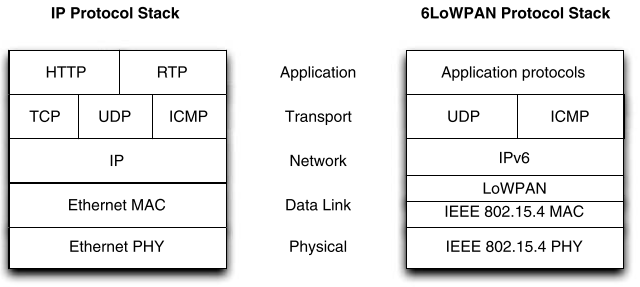 IP Protocol Stack 6LoWPAN Protocol Stack
HTTP RTP Application Application protocols
TCP UDP ICMP Transport UDP ICMP
IP Network IPv6
LoWPAN
Ethernet MAC Data Link
IEEE 802.15.4 MAC
Ethernet PHY Physical IEEE 802.15.4 PHY